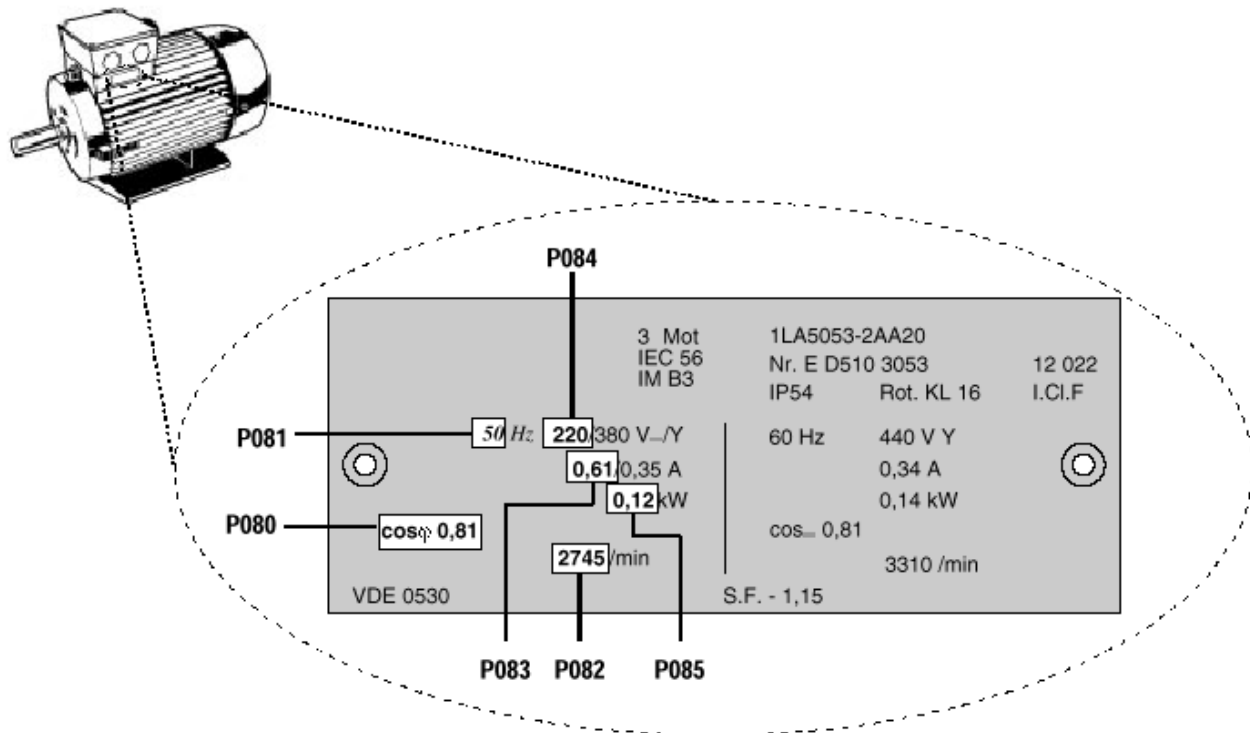 P084
3 Mot 1LA5053-2AA20
IEC 56 Nr. E D510 3053 12 022
IM B3 IP54 Rot. KL 16 I.Cl.F
P081 50 Hz 220/380 V_/Y 60 Hz 440 V Y
0,61/0,35 A 0,34 A
0,12 kW 0,14 kW
P080 cosφ 0,81 cos_ 0,81
2745/min 3310 /min
VDE 0530 S.F. - 1,15
P083 P082 P085